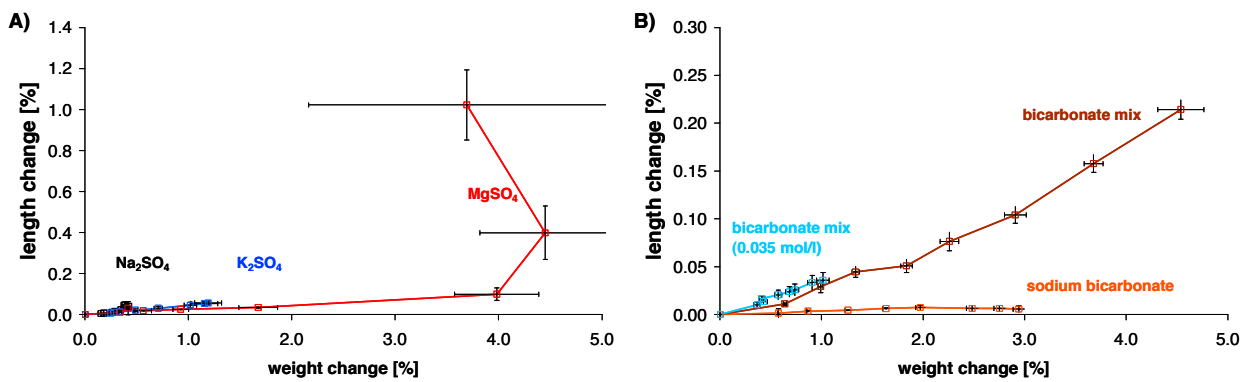 A)
length change [%]
1.4
1.2
1.0
0.8
0.6
0.4
0.2
0.0
MgSO₄
Na₂SO₄
K₂SO₄
0.0 1.0 2.0 3.0 4.0 5.0
weight change [%]
B)
length change [%]
0.30
0.25
0.20
0.15
0.10
0.05
0.00
bicarbonate mix
bicarbonate mix
(0.035 mol/l)
sodium bicarbonate
0.0 1.0 2.0 3.0 4.0 5.0
weight change [%]